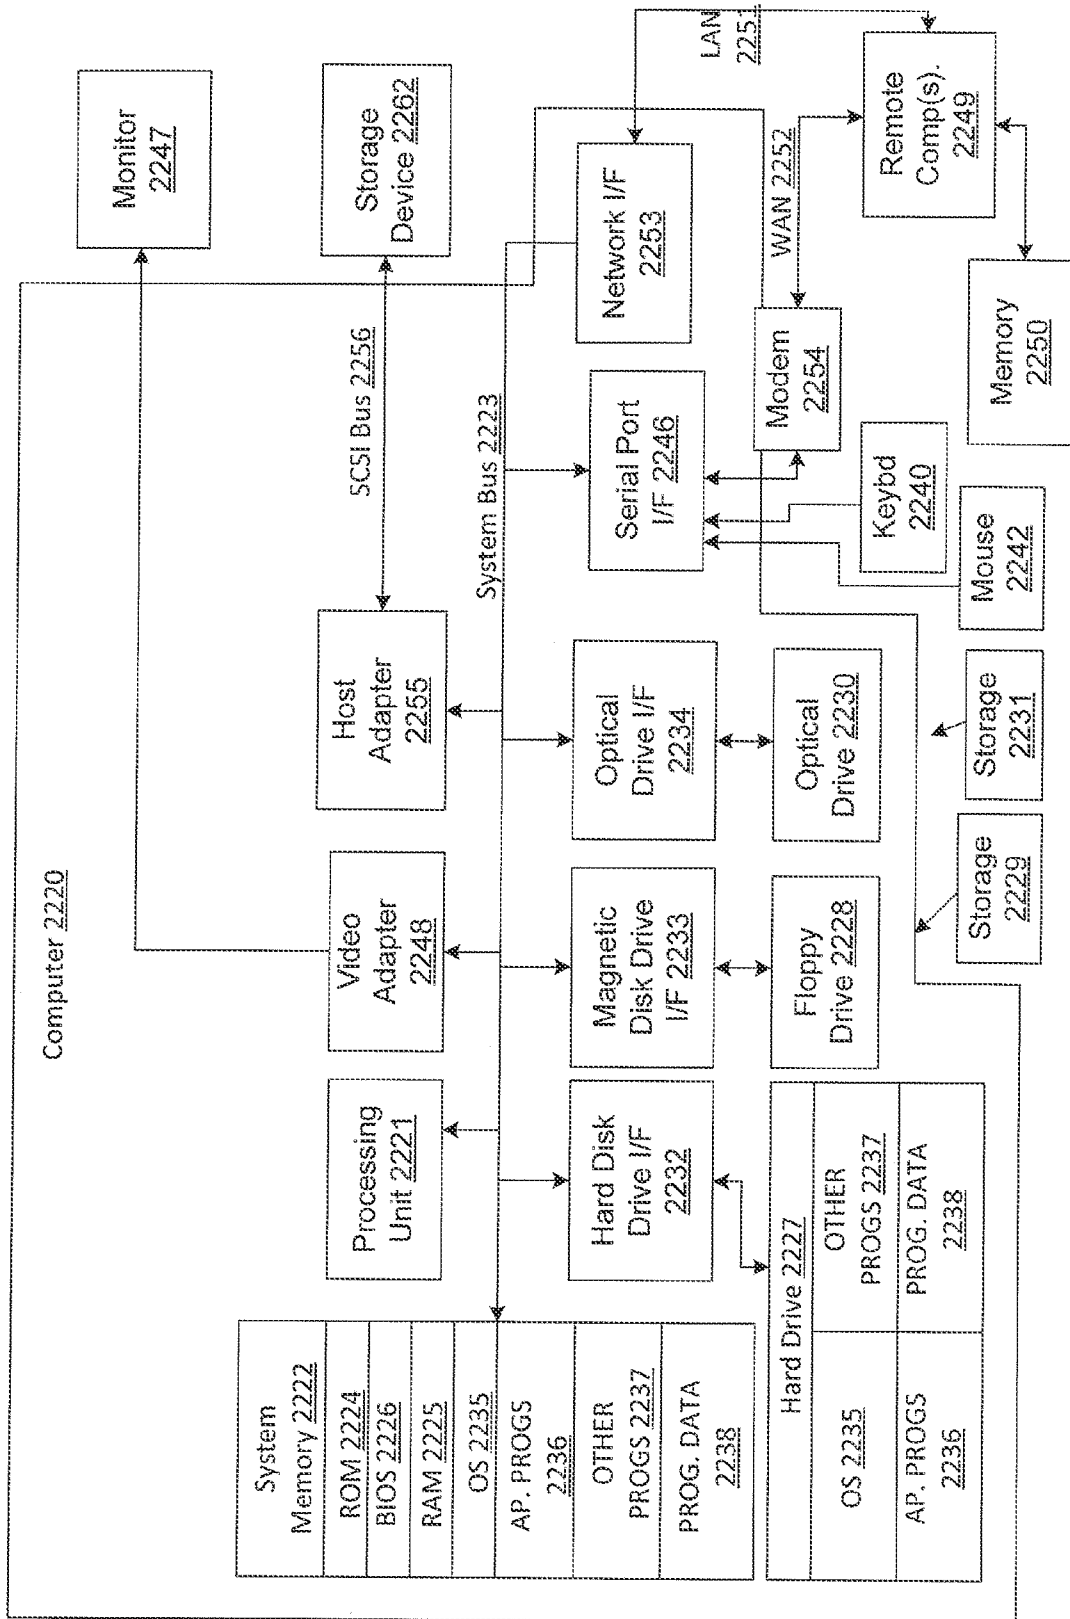 Computer 2220
Monitor
2247
Storage
Device 2262
SCSI Bus 2256
System
Memory 2222
ROM 2224
BIOS 2226
RAM 2225
OS 2235
AP. PROGS
2236
OTHER
PROGS 2237
PROG. DATA
2238
Processing
Unit 2221
Video
Adapter
2248
Host
Adapter
2255
System Bus 2223
Hard Disk
Drive I/F
2232
Magnetic
Disk Drive
I/F 2233
Optical
Drive I/F
2234
Serial Port
I/F 2246
Network I/F
2253
LAN
2251
Hard Drive 2227
OS 2235
OTHER
PROGS 2237
AP. PROGS
2236
PROG. DATA
2238
Floppy
Drive 2228
Optical
Drive 2230
Modem
2254
WAN 2252
Remote
Comp(s).
2249
Storage
2229
Storage
2231
Mouse
2242
Keybd
2240
Memory
2250